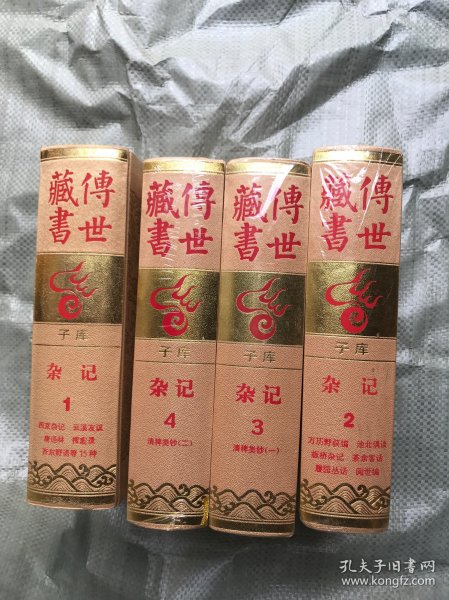 傳世
藏書
子库
杂记
1
西京杂记 云溪友议
唐语林 挥麈录
齐东野语等15种
傳世
藏書
子库
杂记
4
清稗类钞(二)
傳世
藏書
子库
杂记
3
清稗类钞(一)
傳世
藏書
子库
杂记
2
万历野获编 池北偶谈
板桥杂记 茶余客话
履园丛话 阅世编
孔夫子旧书网
www.kongfz.com